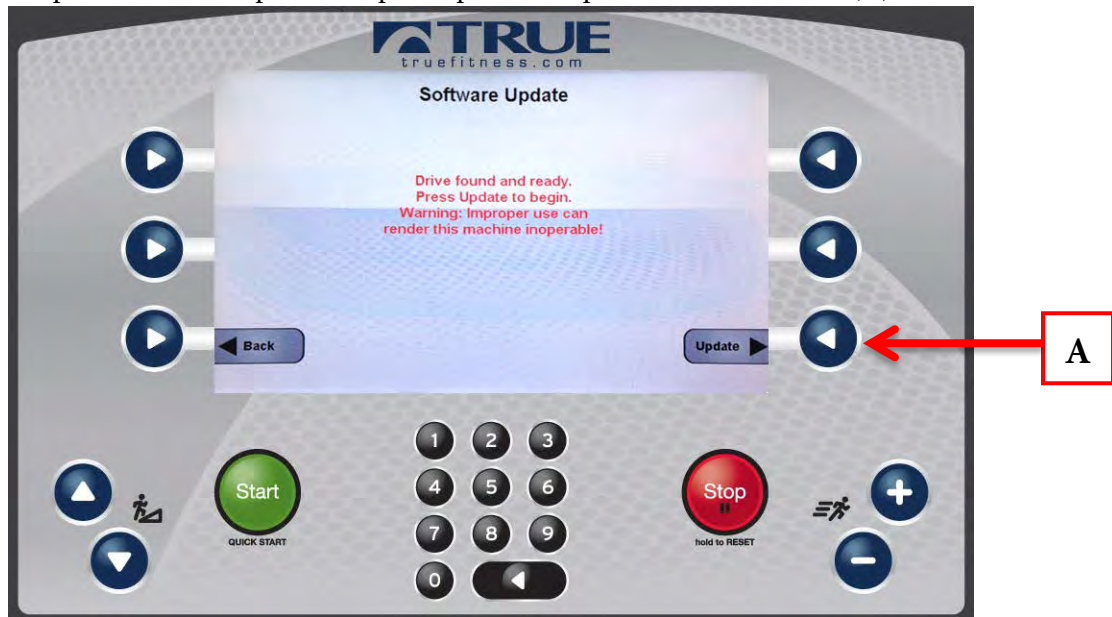 TRUE
truefitness.com
Software Update
Drive found and ready.
Press Update to begin.
Warning: Improper use can
render this machine inoperable!
Back
Update
A
1 2 3
Start
4 5 6
Stop
QUICK START
7 8 9
hold to RESET
0